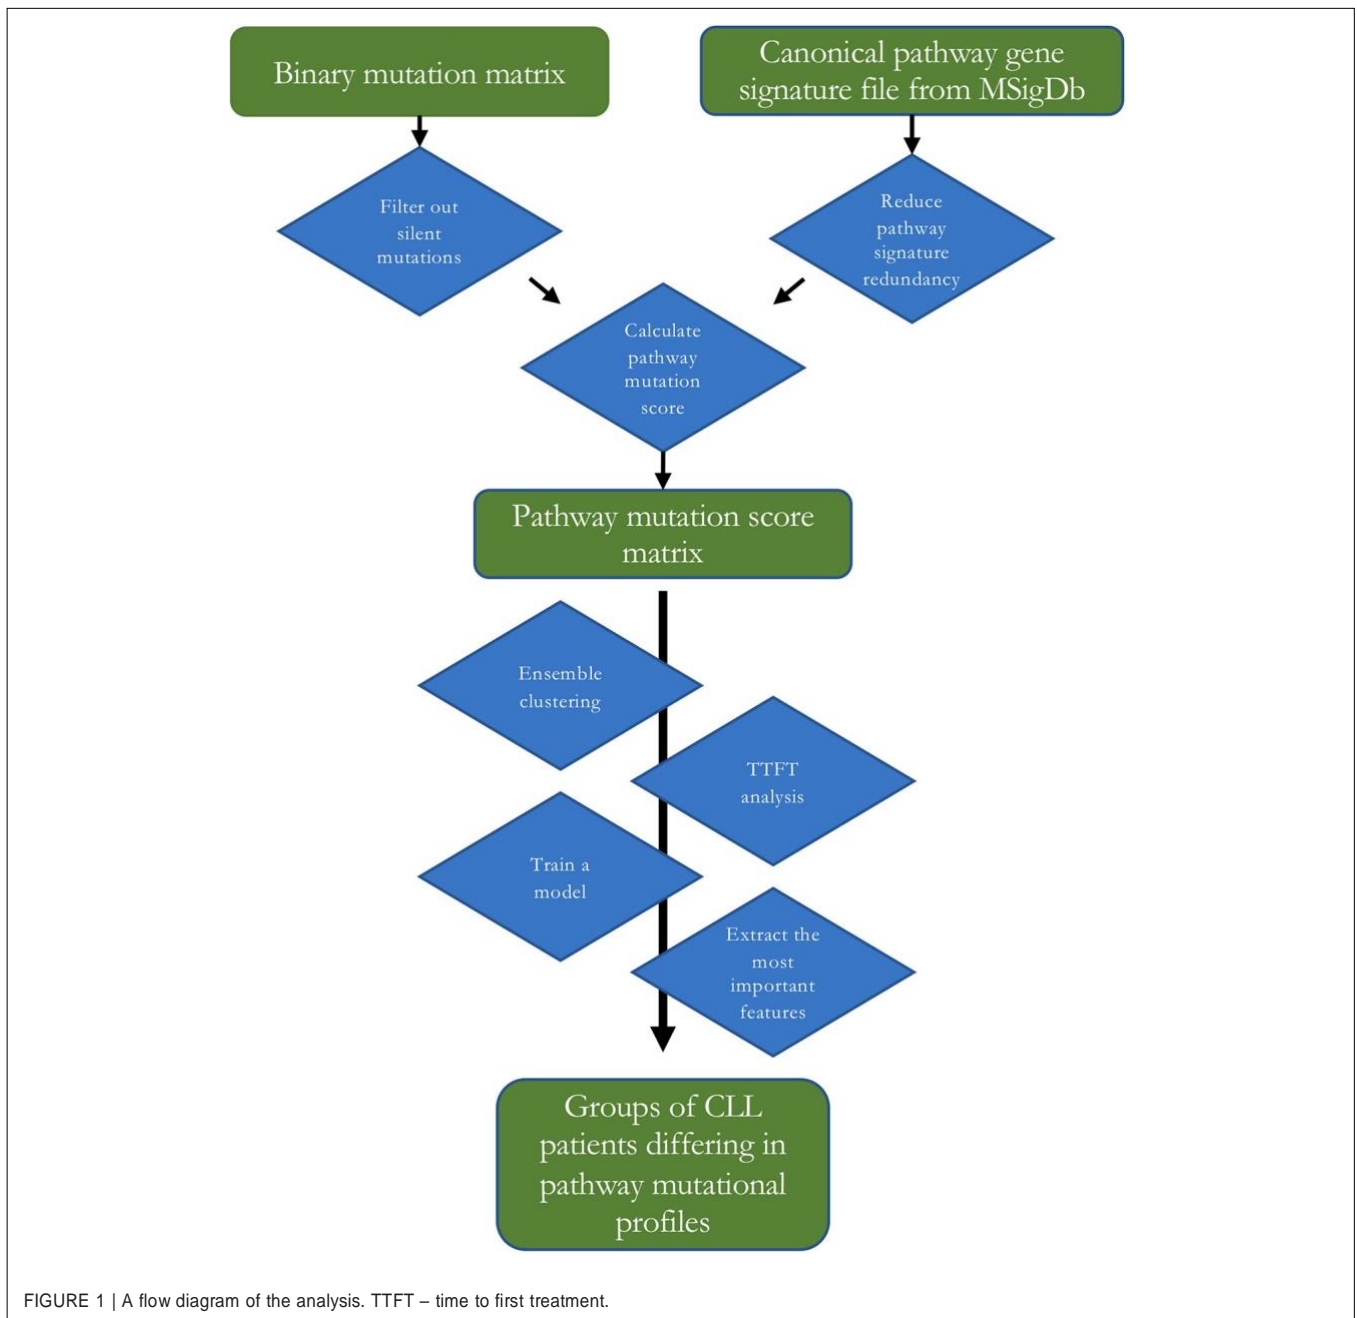 Binary mutation matrix
Canonical pathway gene
signature file from MSigDb
Filter out
silent
mutations
Reduce
pathway
signature
redundancy
Calculate
pathway
mutation
score
Pathway mutation score
matrix
Ensemble
clustering
TTFT
analysis
Train a
model
Extract the
most
important
features
Groups of CLL
patients differing in
pathway mutational
profiles
FIGURE 1 | A flow diagram of the analysis. TTFT – time to first treatment.